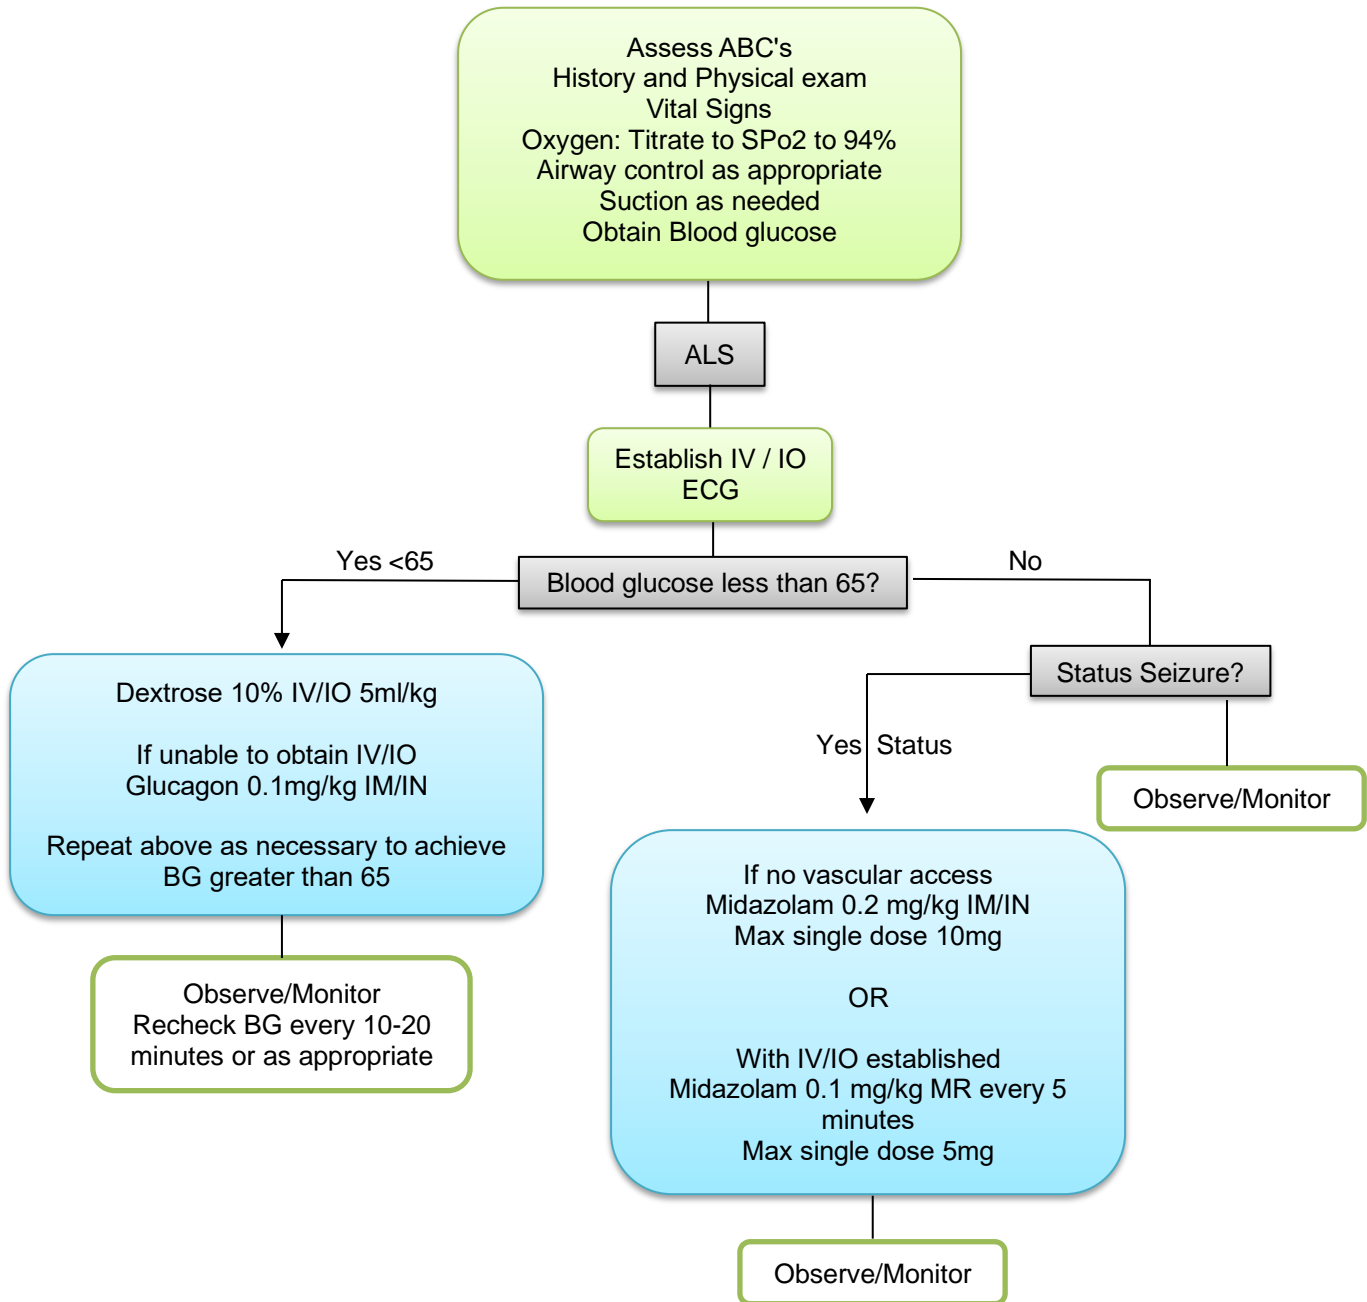 Assess ABC's
History and Physical exam
Vital Signs
Oxygen: Titrate to SPo2 to 94%
Airway control as appropriate
Suction as needed
Obtain Blood glucose
ALS
Establish IV / IO
ECG
Yes <65
Blood glucose less than 65?
No
Dextrose 10% IV/IO 5ml/kg
If unable to obtain IV/IO
Glucagon 0.1mg/kg IM/IN
Repeat above as necessary to achieve
BG greater than 65
Observe/Monitor
Recheck BG every 10-20
minutes or as appropriate
Status Seizure?
Yes Status
Observe/Monitor
If no vascular access
Midazolam 0.2 mg/kg IM/IN
Max single dose 10mg
OR
With IV/IO established
Midazolam 0.1 mg/kg MR every 5
minutes
Max single dose 5mg
Observe/Monitor